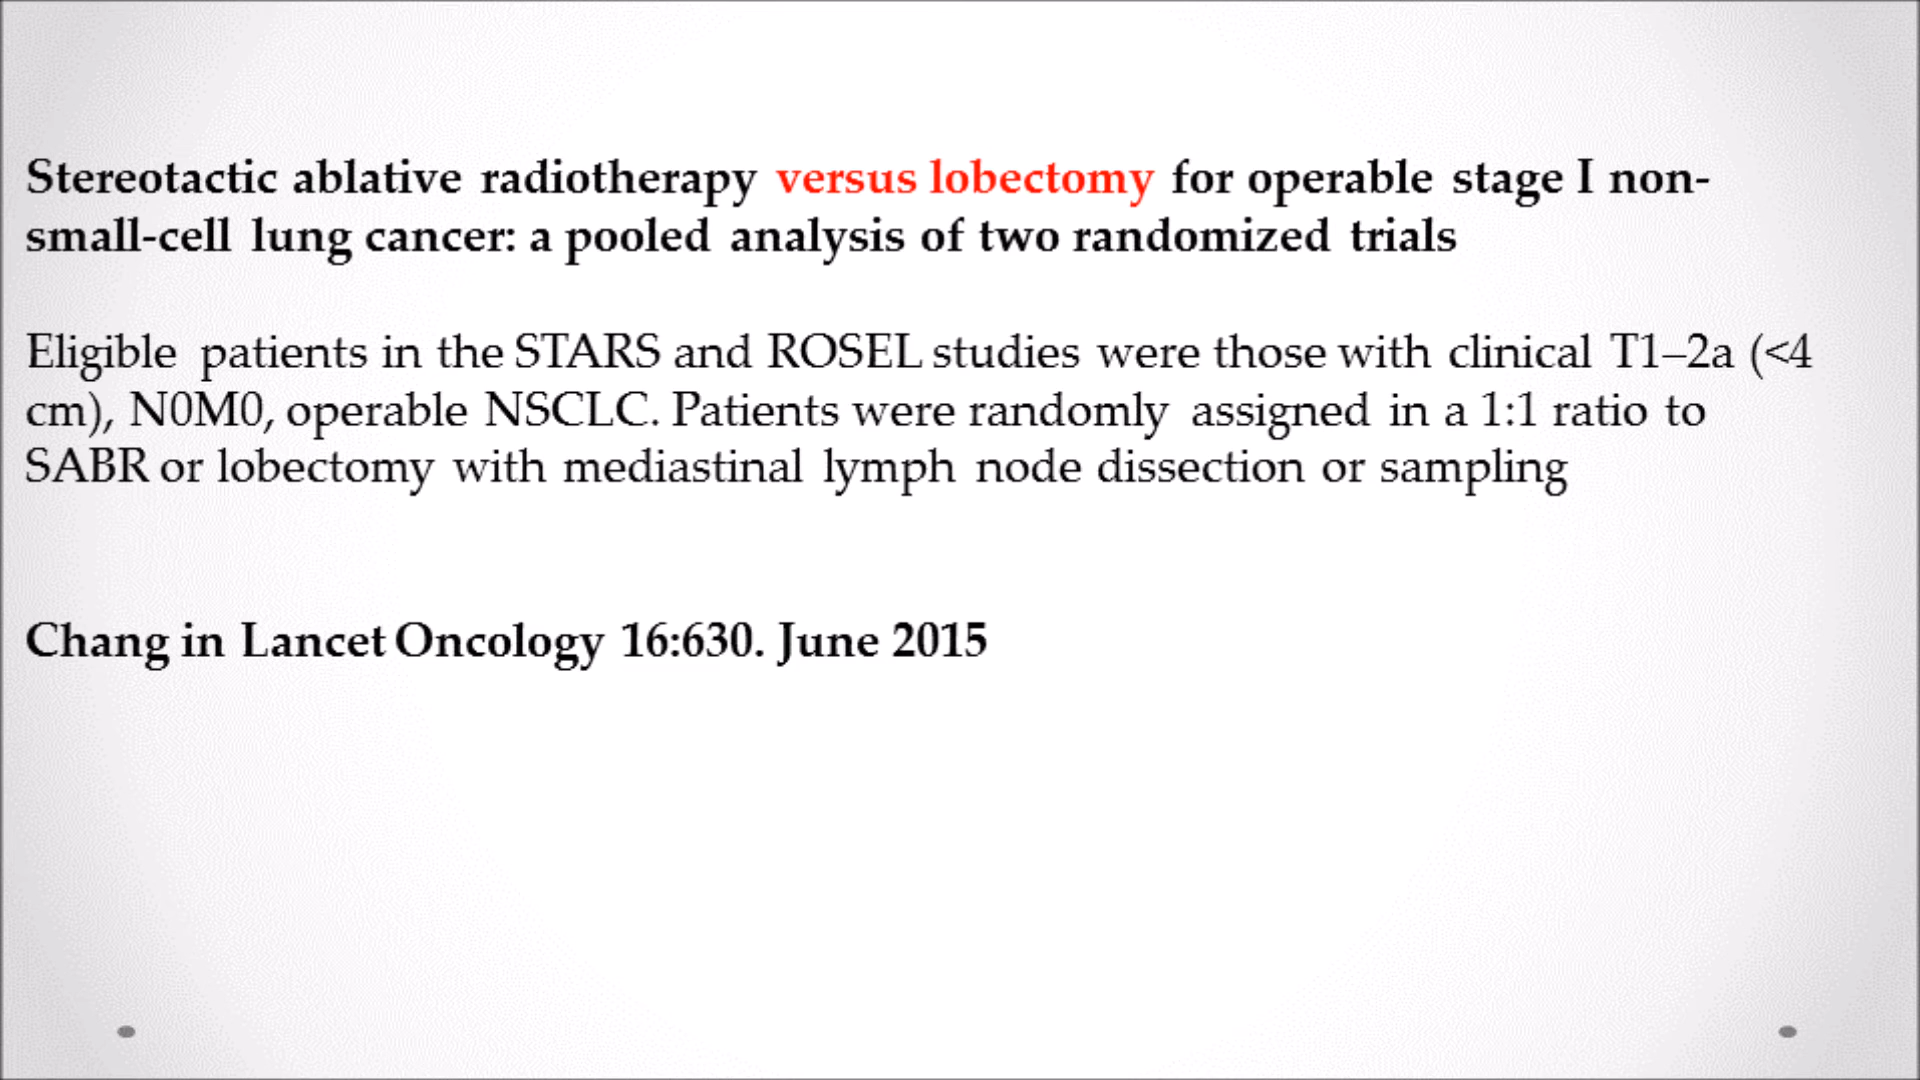 Stereotactic ablative radiotherapy versus lobectomy for operable stage I non-
small-cell lung cancer: a pooled analysis of two randomized trials
Eligible patients in the STARS and ROSEL studies were those with clinical T1–2a (<4
cm), N0M0, operable NSCLC. Patients were randomly assigned in a 1:1 ratio to
SABR or lobectomy with mediastinal lymph node dissection or sampling
Chang in Lancet Oncology 16:630. June 2015